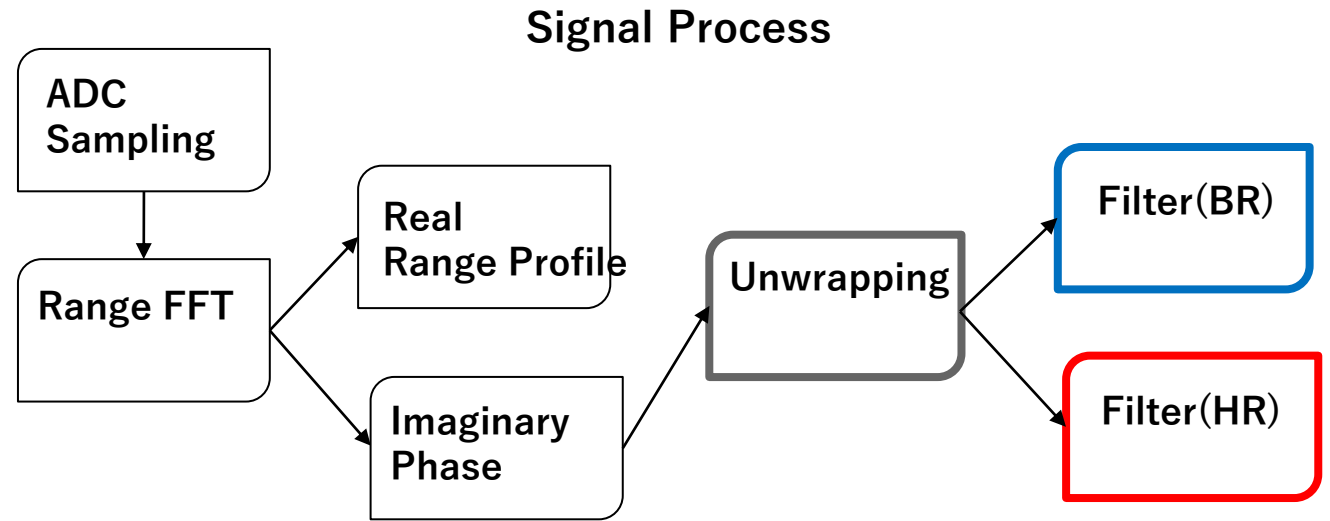 Signal Process
ADC
Sampling
Range FFT
Real
Range Profile
Imaginary
Phase
Unwrapping
Filter(BR)
Filter(HR)